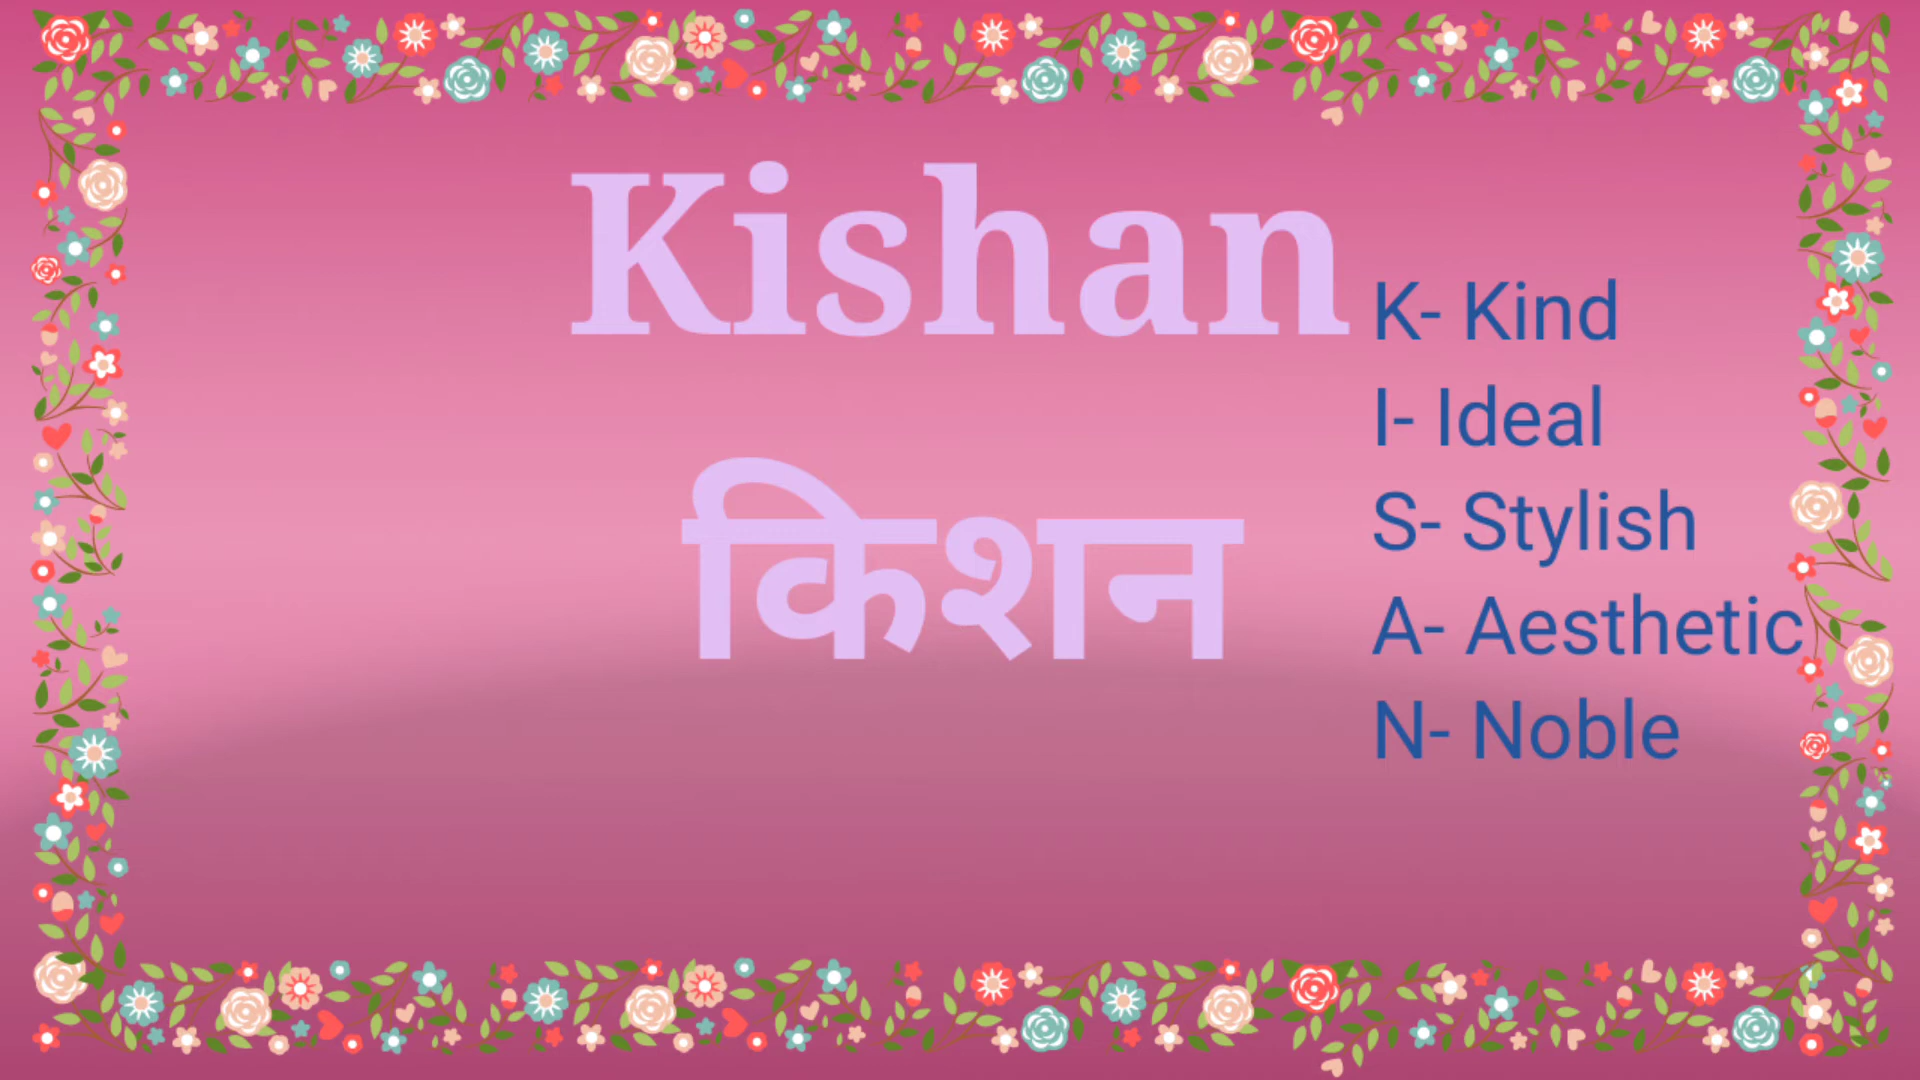 Kishan
किशन
K- Kind
I- Ideal
S- Stylish
A- Aesthetic
N- Noble